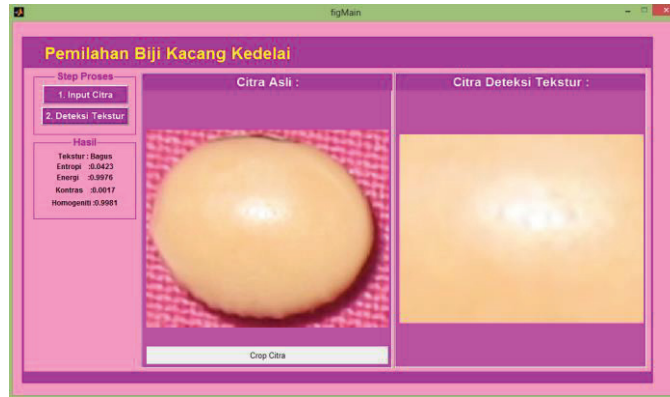 figMain
Pemilahan Biji Kacang Kedelai
Step Proses
1. Input Citra
2. Deteksi Tekstur
Hasil
Tekstur : Bagus
Entropi :0.0423
Energi :0.9976
Kontras :0.0017
Homogeniti :0.9981
Citra Asli :
Crop Citra
Citra Deteksi Tekstur :